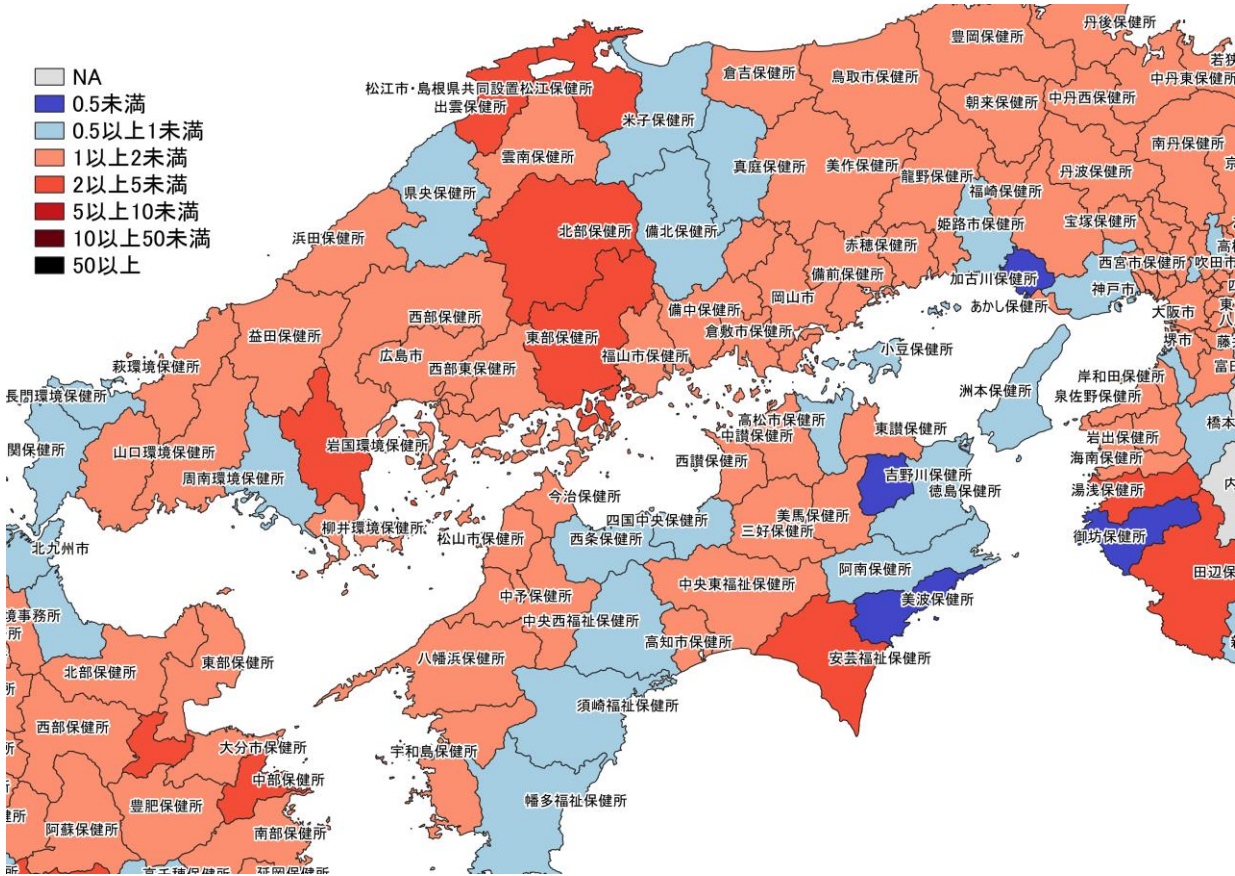 NA
0.5未満
0.5以上1未満
1以上2未満
2以上5未満
5以上10未満
10以上50未満
50以上
丹後保健所
豊岡保健所
若狭
倉吉保健所
鳥取市保健所
中丹東保健所
松江市・島根県共同設置松江保健所
出雲保健所
朝来保健所
中丹西保健所
米子保健所
雲南保健所
真庭保健所
美作保健所
南丹保健所
京
龍野保健所
丹波保健所
県央保健所
福崎保健所
浜田保健所
北部保健所
備北保健所
姫路市保健所
宝塚保健所
赤穂保健所
高槻
西宮市保健所
吹田市
備前保健所
加古川保健所
神戸市
岡山市
あかし保健所
大阪市
東
八
西部保健所
備中保健所
倉敷市保健所
益田保健所
東部保健所
福山市保健所
堺市
藤
広島市
小豆保健所
萩環境保健所
西部東保健所
岸和田保健所
富田
長門環境保健所
洲本保健所
泉佐野保健所
高松市保健所
東讃保健所
橋本
中讃保健所
岩出保健所
関保健所
山口環境保健所
岩国環境保健所
西讃保健所
海南保健所
周南環境保健所
吉野川保健所
徳島保健所
内
湯浅保健所
今治保健所
四国中央保健所
美馬保健所
柳井環境保健所
松山市保健所
西条保健所
三好保健所
御坊保健所
北九州市
阿南保健所
田辺保
中央東福祉保健所
中予保健所
美波保健所
境事務所
中央西福祉保健所
高知市保健所
新
北部保健所
東部保健所
八幡浜保健所
安芸福祉保健所
須崎福祉保健所
西部保健所
大分市保健所
宇和島保健所
中部保健所
幡多福祉保健所
豊肥保健所
阿蘇保健所
南部保健所
高千穂保健所
延岡保健所